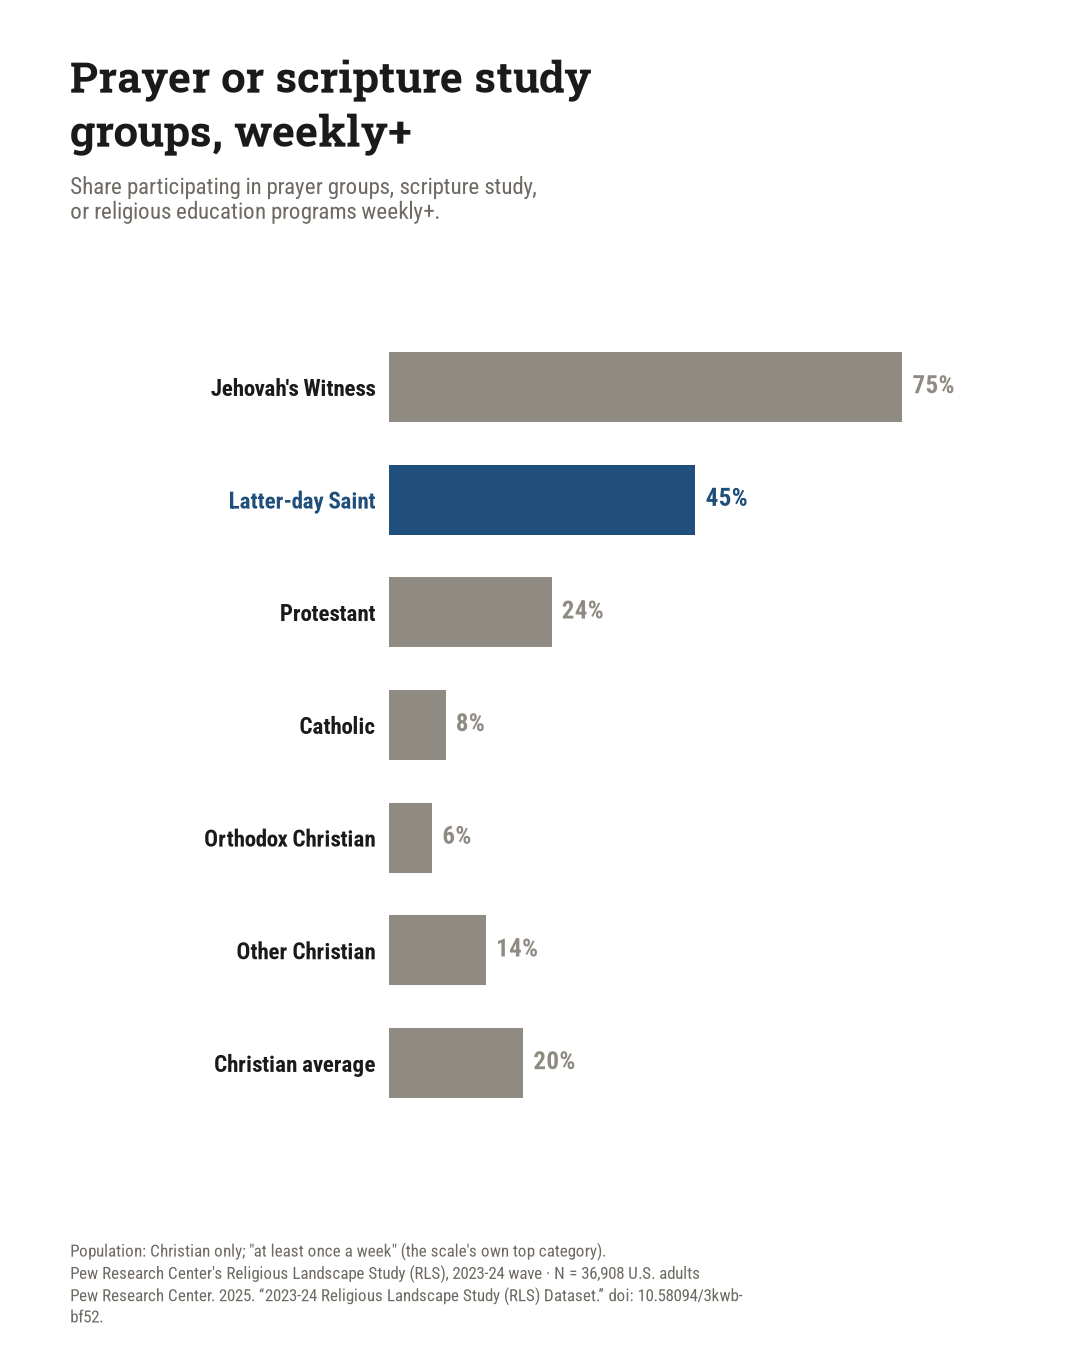 Prayer or scripture study
groups, weekly+
Share participating in prayer groups, scripture study,
or religious education programs weekly+.
Jehovah's Witness 75%
Latter-day Saint 45%
Protestant 24%
Catholic 8%
Orthodox Christian 6%
Other Christian 14%
Christian average 20%
Population: Christian only; "at least once a week" (the scale's own top category).
Pew Research Center's Religious Landscape Study (RLS), 2023-24 wave · N = 36,908 U.S. adults
Pew Research Center. 2025. “2023-24 Religious Landscape Study (RLS) Dataset.” doi: 10.58094/3kwb-
bf52.